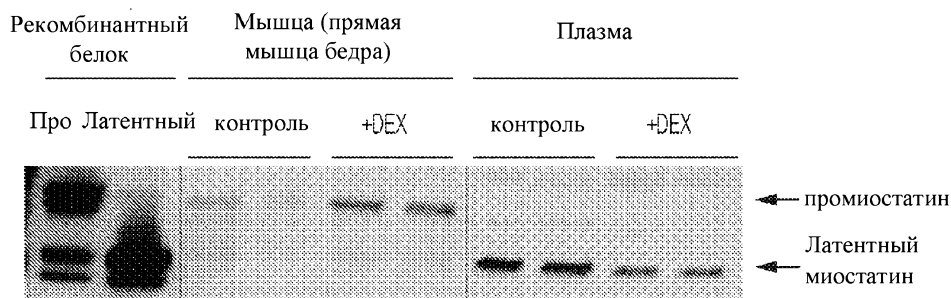 Рекомбинантный
белок
Мышца (прямая
мышца бедра)
Плазма
Про Латентный контроль +DEX контроль +DEX
промиостатин
Латентный
миостатин